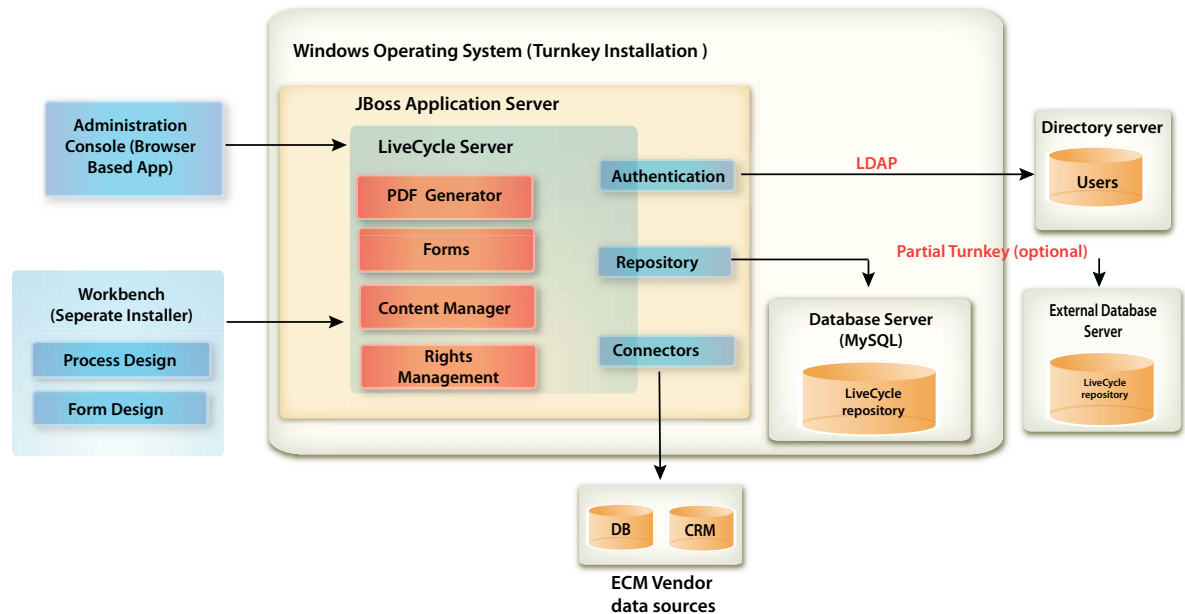 Windows Operating System (Turnkey Installation )
JBoss Application Server
Administration
Console (Browser
Based App)
LiveCycle Server
PDF Generator
Forms
Content Manager
Rights
Management
Authentication
Repository
Connectors
LDAP
Directory server
Users
Partial Turnkey (optional)
Workbench
(Seperate Installer)
Process Design
Form Design
Database Server
(MySQL)
LiveCycle
repository
External Database
Server
LiveCycle
repository
DB
CRM
ECM Vendor
data sources